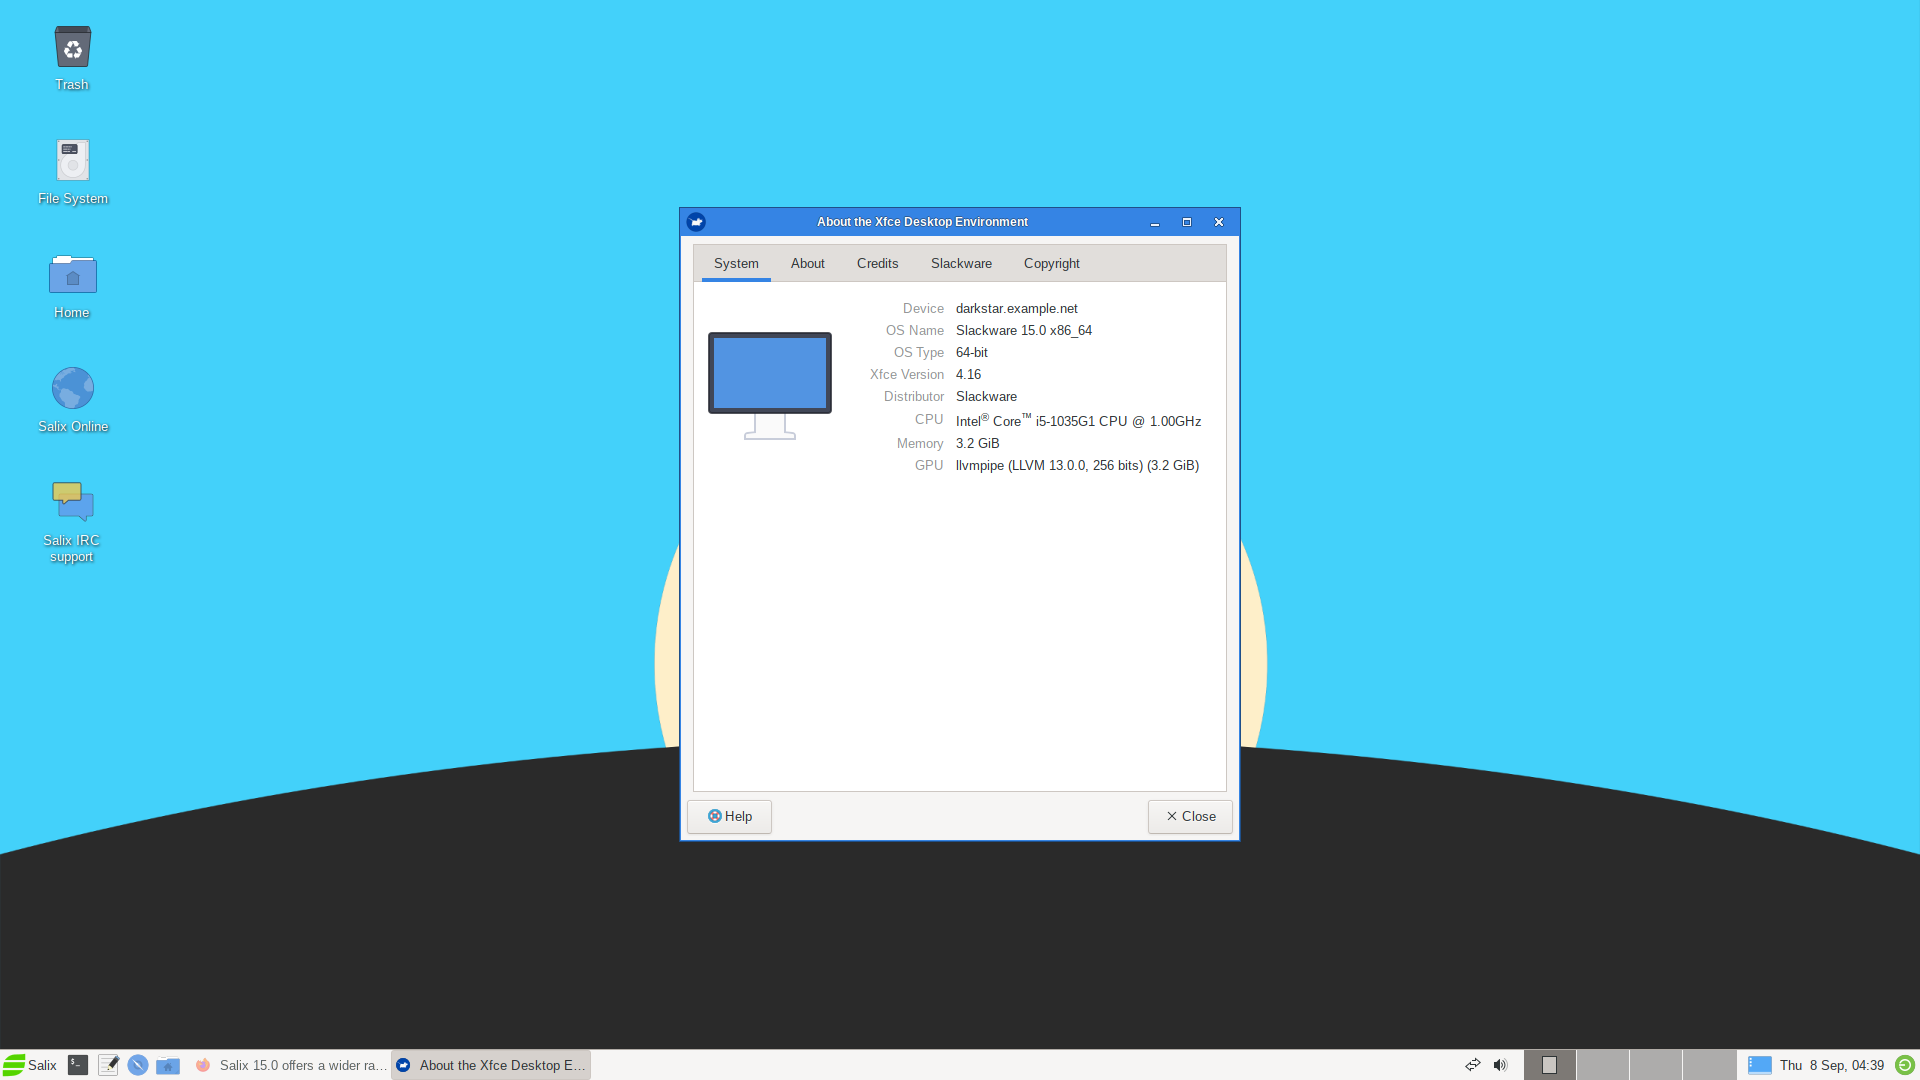 Trash
File System
Home
Salix Online
Salix IRC
support
About the Xfce Desktop Environment
System About Credits Slackware Copyright
Device darkstar.example.net
OS Name Slackware 15.0 x86_64
OS Type 64-bit
Xfce Version 4.16
Distributor Slackware
CPU Intel® Core™ i5-1035G1 CPU @ 1.00GHz
Memory 3.2 GiB
GPU llvmpipe (LLVM 13.0.0, 256 bits) (3.2 GiB)
Help Close
Salix Salix 15.0 offers a wider ra... About the Xfce Desktop E... Thu 8 Sep, 04:39